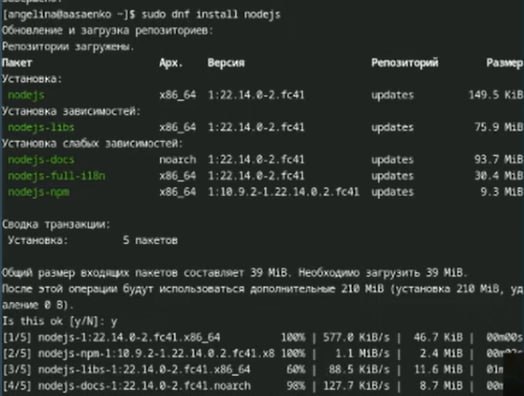 [angelina@aasaenko ~]$ sudo dnf install nodejs
Обновление и загрузка репозиториев:
Репозитории загружены.
Пакет Арх. Версия Репозиторий Размер
Установка:
nodejs x86_64 1:22.14.0-2.fc41 updates 149.5 KiB
Установка зависимостей:
nodejs-libs x86_64 1:22.14.0-2.fc41 updates 75.9 MiB
Установка слабых зависимостей:
nodejs-docs noarch 1:22.14.0-2.fc41 updates 93.7 MiB
nodejs-full-i18n x86_64 1:22.14.0-2.fc41 updates 30.4 MiB
nodejs-npm x86_64 1:10.9.2-1.22.14.0.2.fc41 updates 9.3 MiB
Сводка транзакции:
Установка: 5 пакетов
Общий размер входящих пакетов составляет 39 MiB. Необходимо загрузить 39 MiB.
После этой операции будут использоваться дополнительные 210 MiB (установка 210 MiB, уд
аление 0 B).
Is this ok [y/N]: y
[1/5] nodejs-1:22.14.0-2.fc41.x86_64 100% | 577.0 KiB/s | 46.7 KiB | 00m00s
[2/5] nodejs-npm-1:10.9.2-1.22.14.0.2.fc41.x8 100% | 1.1 MiB/s | 2.4 MiB |
[3/5] nodejs-libs-1:22.14.0-2.fc41.x86_64 60% | 88.5 KiB/s | 11.6 MiB |
[4/5] nodejs-docs-1:22.14.0-2.fc41.noarch 98% | 127.7 KiB/s | 8.7 MiB |